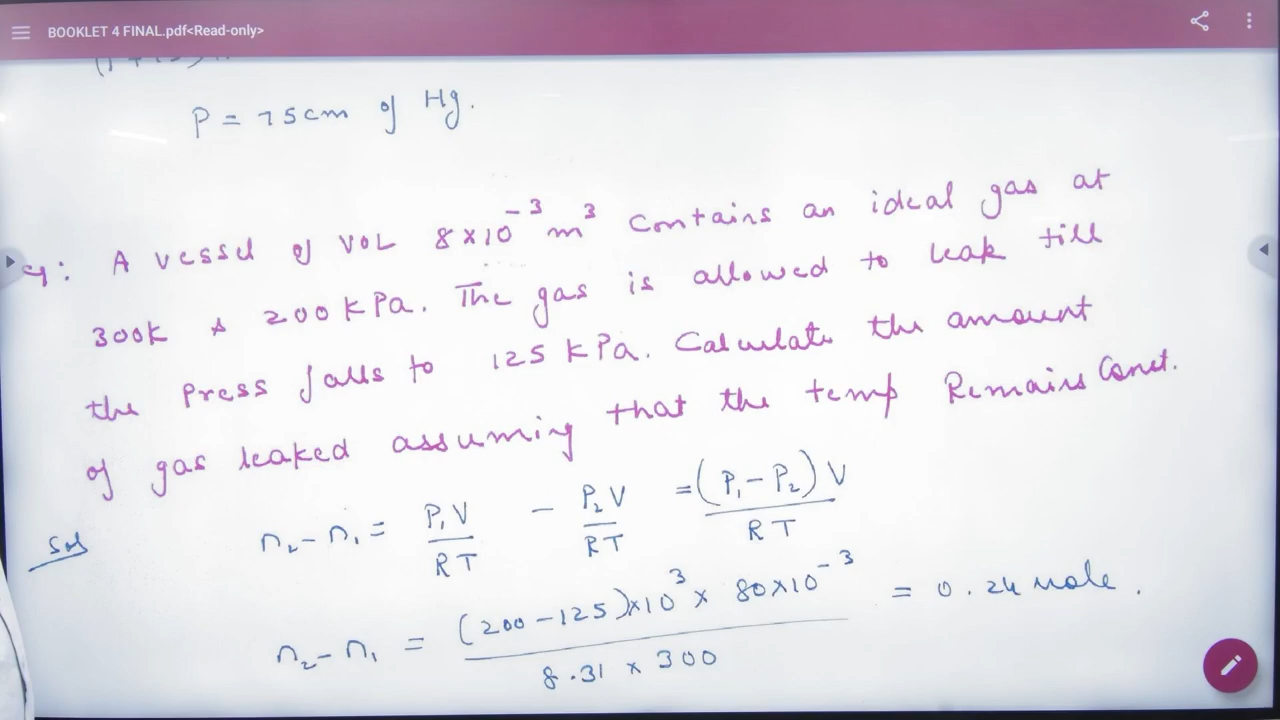 BOOKLET 4 FINAL.pdf<Read-only>
P = 75cm of Hg.
4: A vessel of VOL 8×10⁻³ m³ contains an ideal gas at
300K & 200KPa. The gas is allowed to leak till
the Press falls to 125 KPa. Calculate the amount
of gas leaked assuming that the temp Remains Const.
Sol n₂-n₁ = P₁V/RT - P₂V/RT = (P₁-P₂)V/RT
n₂-n₁ = (200-125)×10³ × 80×10⁻³ / 8.31 × 300 = 0.24 mole.